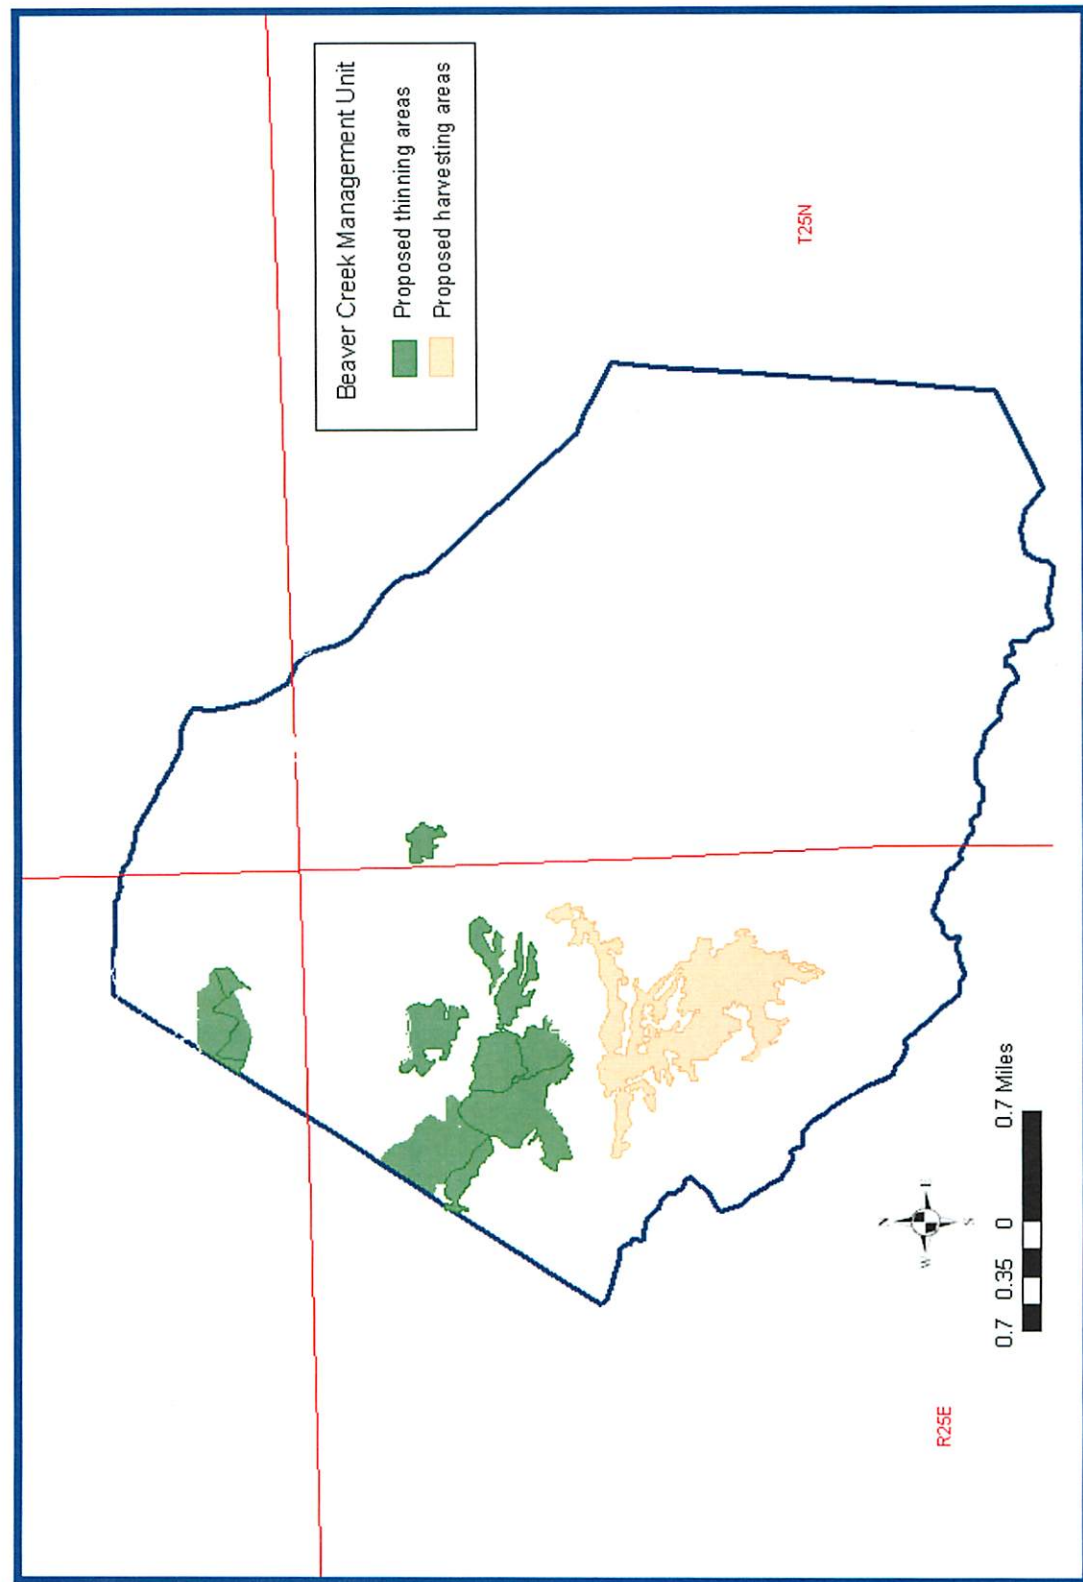 Beaver Creek Management Unit
Proposed thinning areas
Proposed harvesting areas
T25N
R25E
N
W
E
S
0.7 0.35 0 0.7 Miles